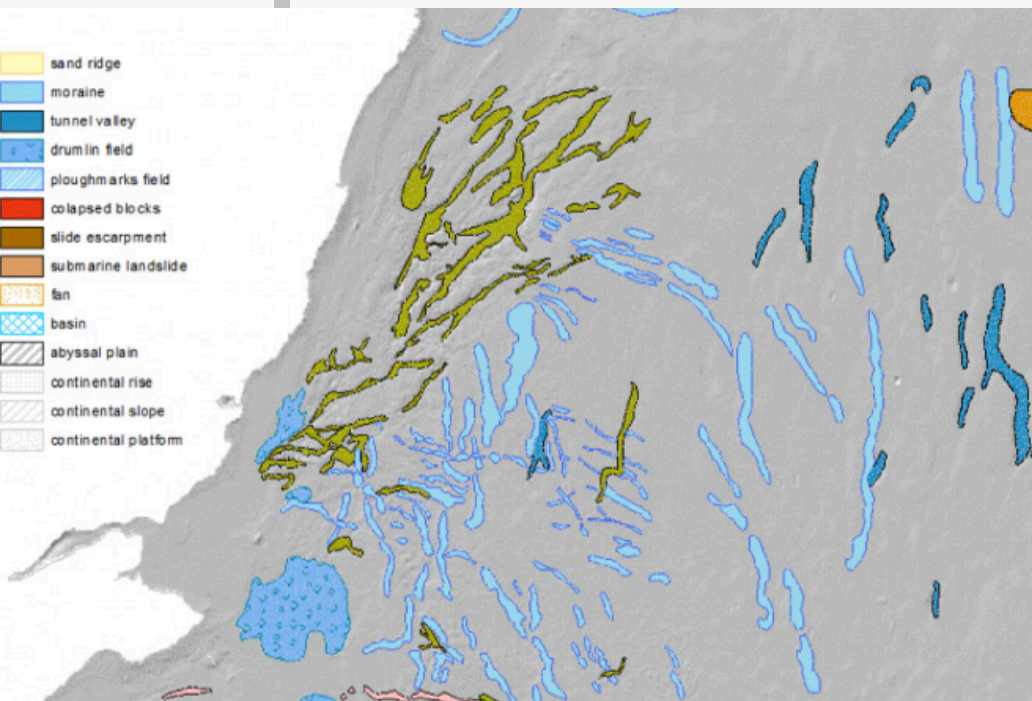 sand ridge
moraine
tunnel valley
drumlin field
ploughmarks field
colapsed blocks
slide escarpment
submarine landslide
fan
basin
abyssal plain
continental rise
continental slope
continental platform